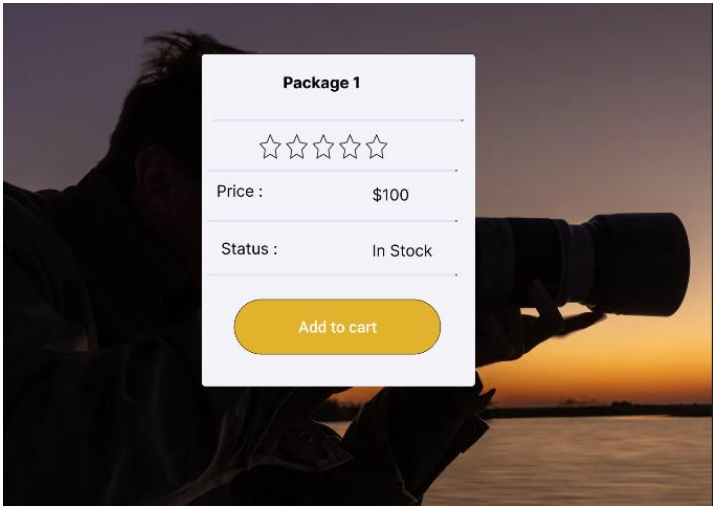 Package 1
Price : $100
Status : In Stock
Add to cart